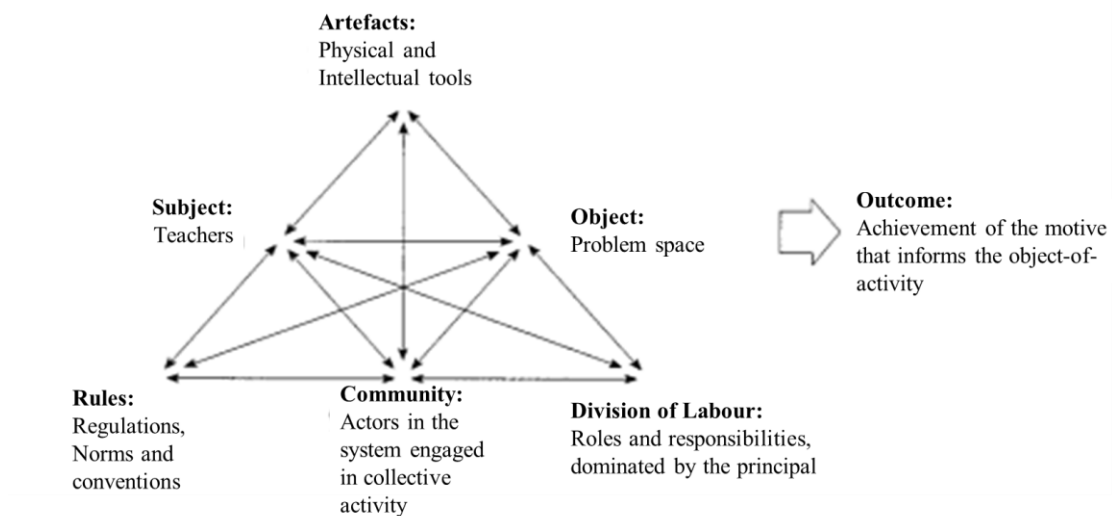 Artefacts:
Physical and
Intellectual tools
Subject:
Teachers
Object:
Problem space
Outcome:
Achievement of the motive
that informs the object-of-
activity
Rules:
Regulations,
Norms and
conventions
Community:
Actors in the
system engaged
in collective
activity
Division of Labour:
Roles and responsibilities,
dominated by the principal